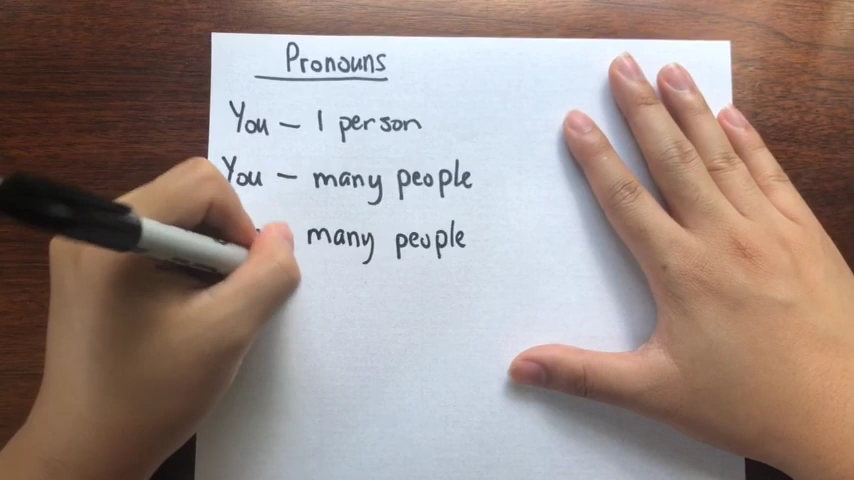 Pronouns
You – 1 person
You – many people
many people